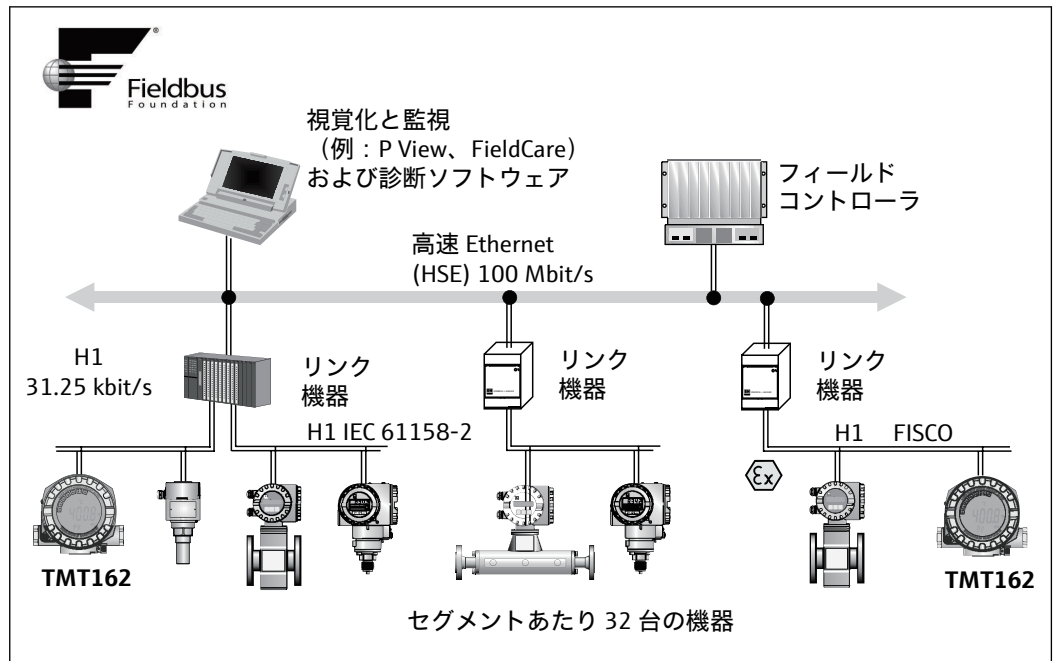 Fieldbus
Foundation
視覚化と監視
(例：P View、FieldCare)
および診断ソフトウェア
フィールド
コントローラ
高速 Ethernet
(HSE) 100 Mbit/s
H1
31.25 kbit/s
リンク
機器
リンク
機器
リンク
機器
H1 IEC 61158-2
H1 FISCO
Ex
TMT162
TMT162
セグメントあたり 32 台の機器